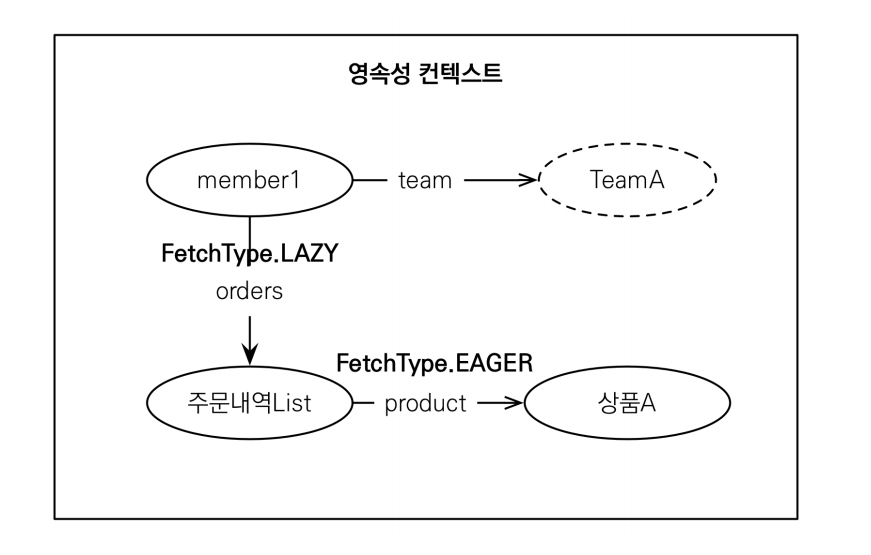 영속성 컨텍스트
member1
team
TeamA
FetchType.LAZY
orders
FetchType.EAGER
주문내역List
product
상품A